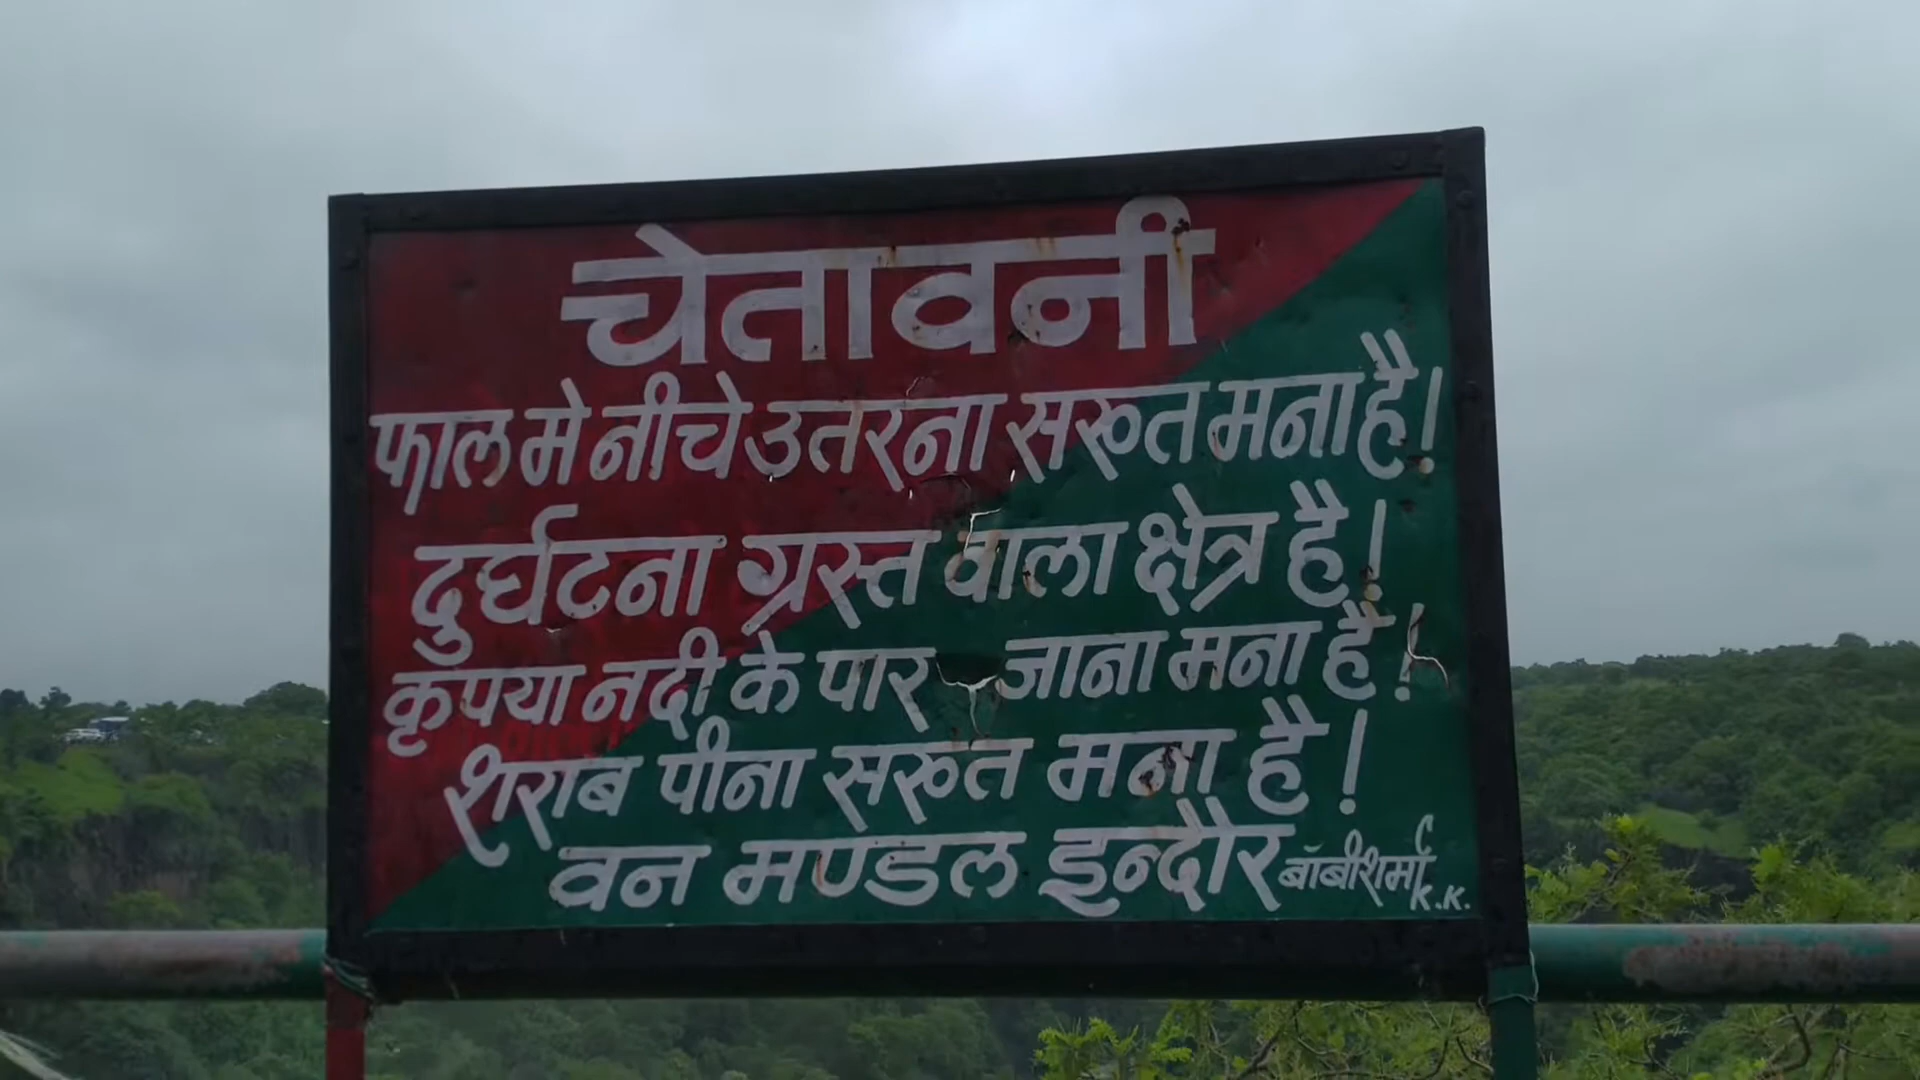 चेतावनी
फाल मे नीचे उतरना सख्त मना है!
दुर्घटना ग्रस्त वाला क्षेत्र है!
कृपया नदी के पार जाना मना है!
शराब पीना सख्त मना है!
वन मण्डल इन्दौर बॉबी शर्मा K.K.